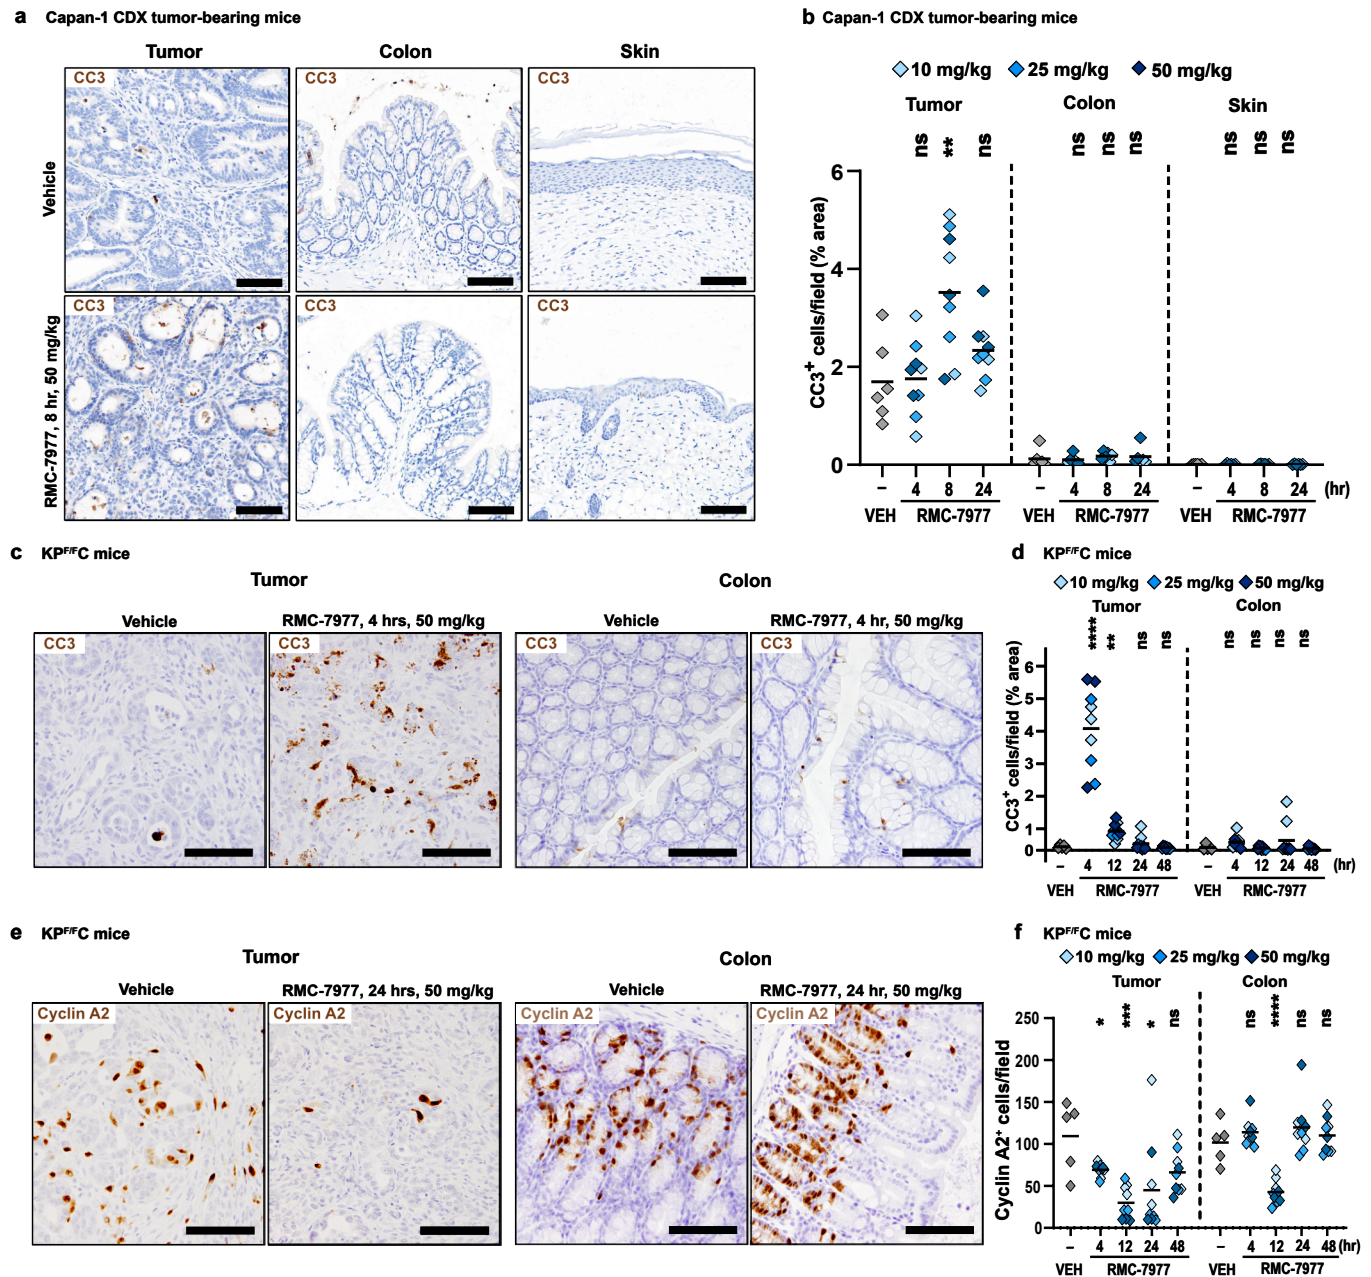 a Capan-1 CDX tumor-bearing mice
Tumor Colon Skin
Vehicle
CC3 CC3 CC3
RMC-7977, 8 hr, 50 mg/kg
CC3 CC3 CC3
b Capan-1 CDX tumor-bearing mice
10 mg/kg 25 mg/kg 50 mg/kg
Tumor Colon Skin
ns ** ns ns ns ns ns ns ns
CC3+ cells/field (% area)
6
4
2
0
– 4 8 24 – 4 8 24 – 4 8 24 (hr)
VEH RMC-7977 VEH RMC-7977 VEH RMC-7977
c KPF/FC mice
Tumor Colon
Vehicle RMC-7977, 4 hrs, 50 mg/kg Vehicle RMC-7977, 4 hr, 50 mg/kg
CC3 CC3 CC3 CC3
d KPF/FC mice
10 mg/kg 25 mg/kg 50 mg/kg
Tumor Colon
**** ** ns ns ns ns ns ns
CC3+ cells/field (% area)
6
5
4
3
2
1
0
– 4 12 24 48 – 4 12 24 48 (hr)
VEH RMC-7977 VEH RMC-7977
e KPF/FC mice
Tumor Colon
Vehicle RMC-7977, 24 hrs, 50 mg/kg Vehicle RMC-7977, 24 hr, 50 mg/kg
Cyclin A2 Cyclin A2 Cyclin A2 Cyclin A2
f KPF/FC mice
10 mg/kg 25 mg/kg 50 mg/kg
Tumor Colon
* *** * ns ns **** ns ns
Cyclin A2+ cells/field
250
200
150
100
50
0
– 4 12 24 48 – 4 12 24 48 (hr)
VEH RMC-7977 VEH RMC-7977